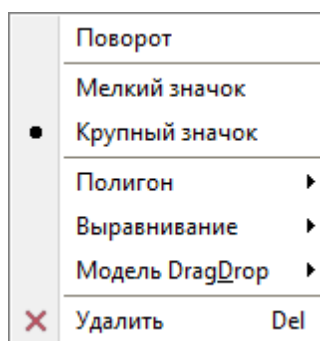 Поворот
Мелкий значок
Крупный значок
Полигон
Выравнивание
Модель DragDrop
Удалить Del